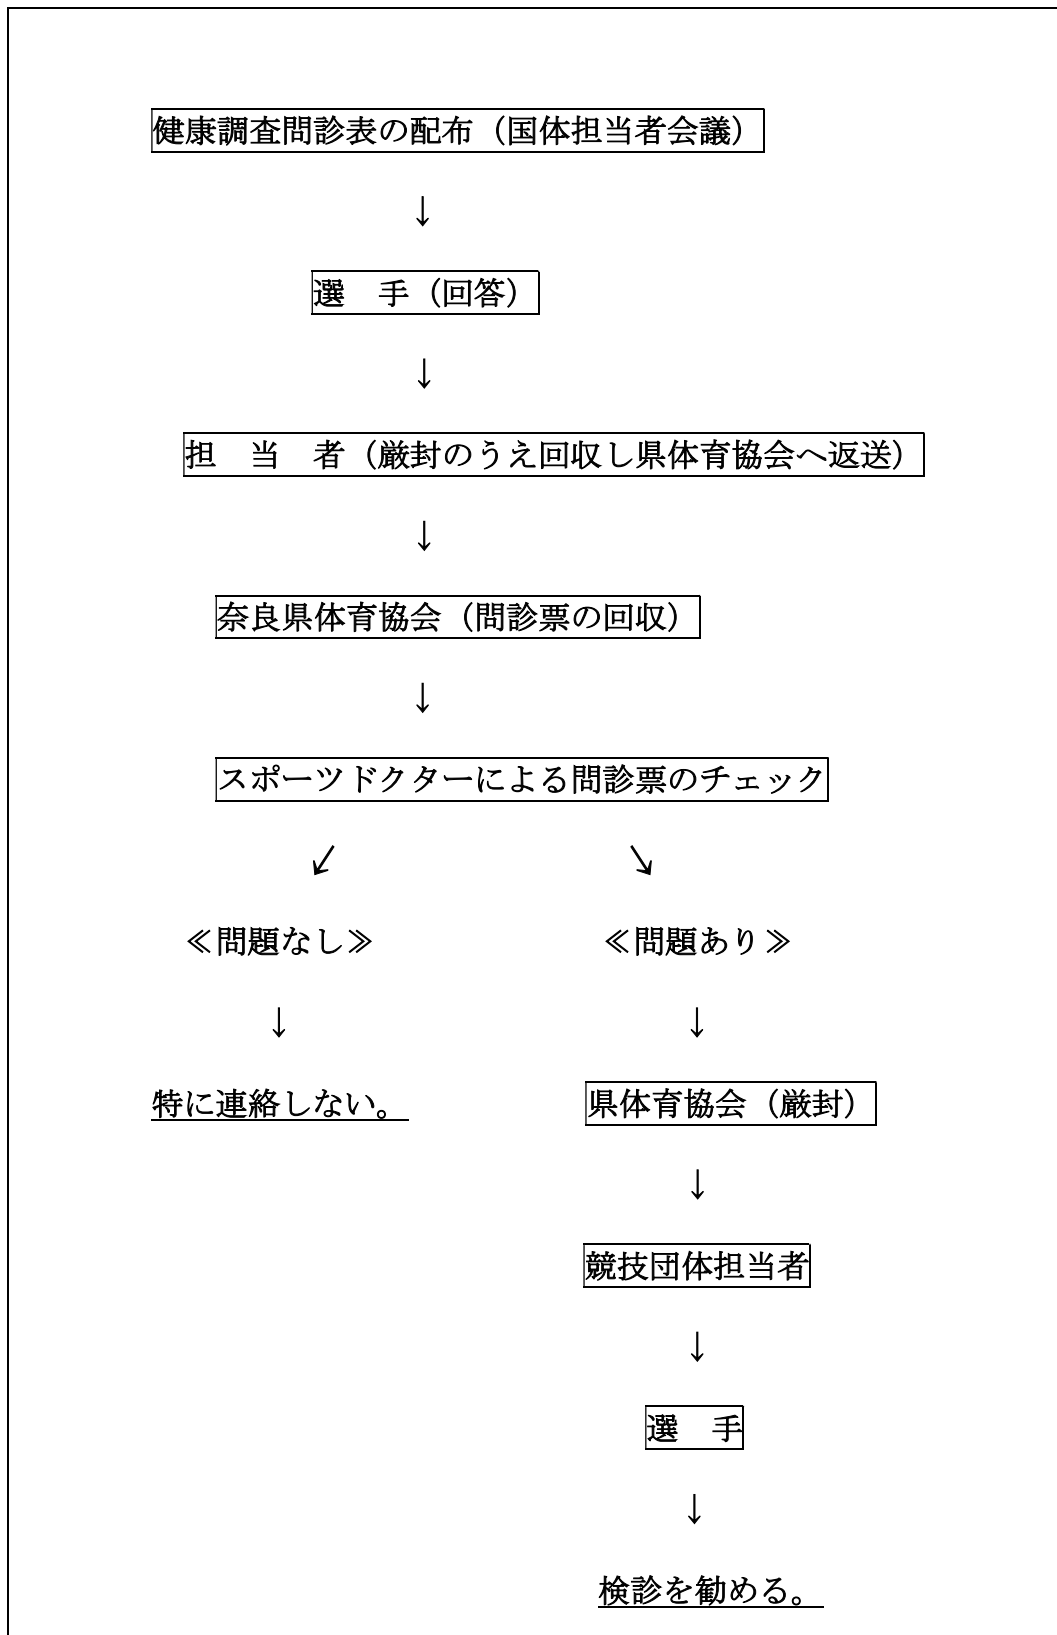 健康調査問診表の配布（国体担当者会議）
↓
選　手（回答）
↓
担　当　者（厳封のうえ回収し県体育協会へ返送）
↓
奈良県体育協会（問診票の回収）
↓
スポーツドクターによる問診票のチェック
↙　↘
≪問題なし≫　≪問題あり≫
↓　↓
特に連絡しない。　県体育協会（厳封）
↓
競技団体担当者
↓
選　手
↓
検診を勧める。